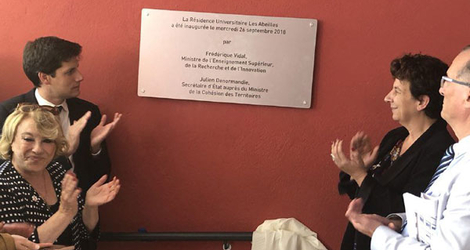 La Résidence Universitaire Les Abeilles
a été inaugurée le mercredi 26 septembre 2018
par
Frédérique Vidal,
Ministre de l'Enseignement Supérieur,
de la Recherche et de l'Innovation
Julien Denormandie,
Secrétaire d'État auprès du Ministre
de la Cohésion des Territoires